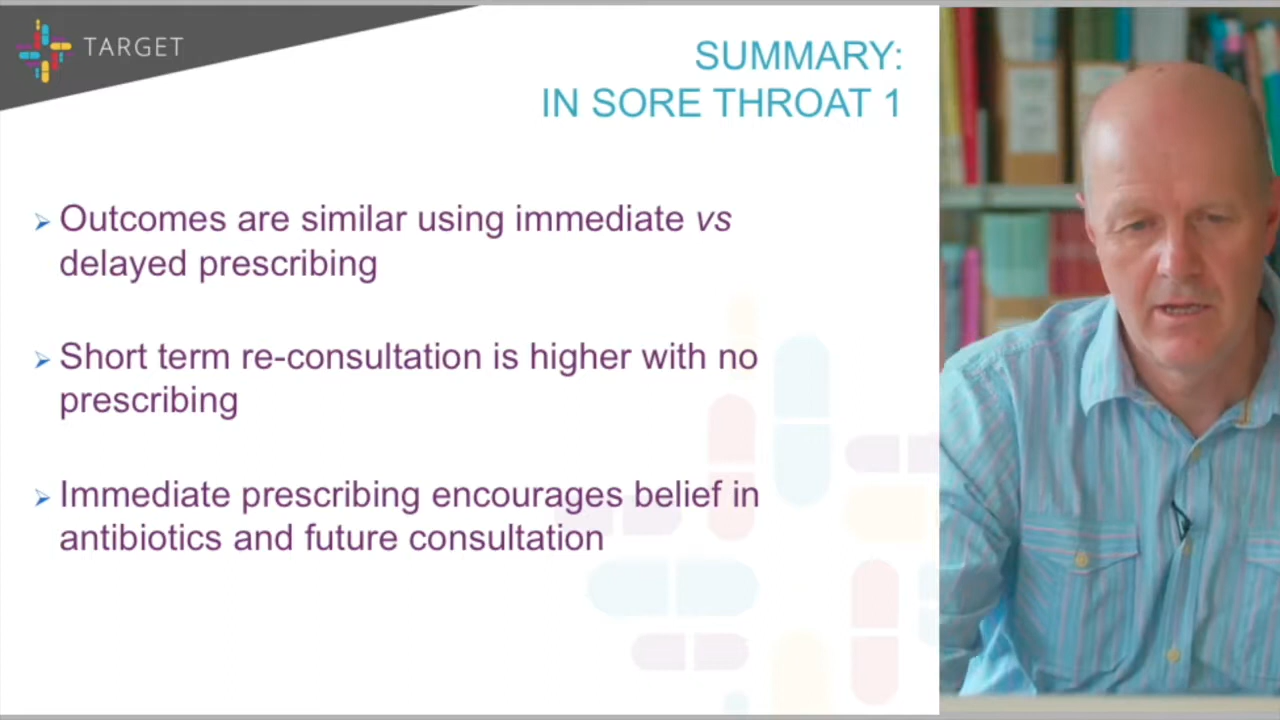 TARGET
SUMMARY:
IN SORE THROAT 1
Outcomes are similar using immediate vs
delayed prescribing
Short term re-consultation is higher with no
prescribing
Immediate prescribing encourages belief in
antibiotics and future consultation